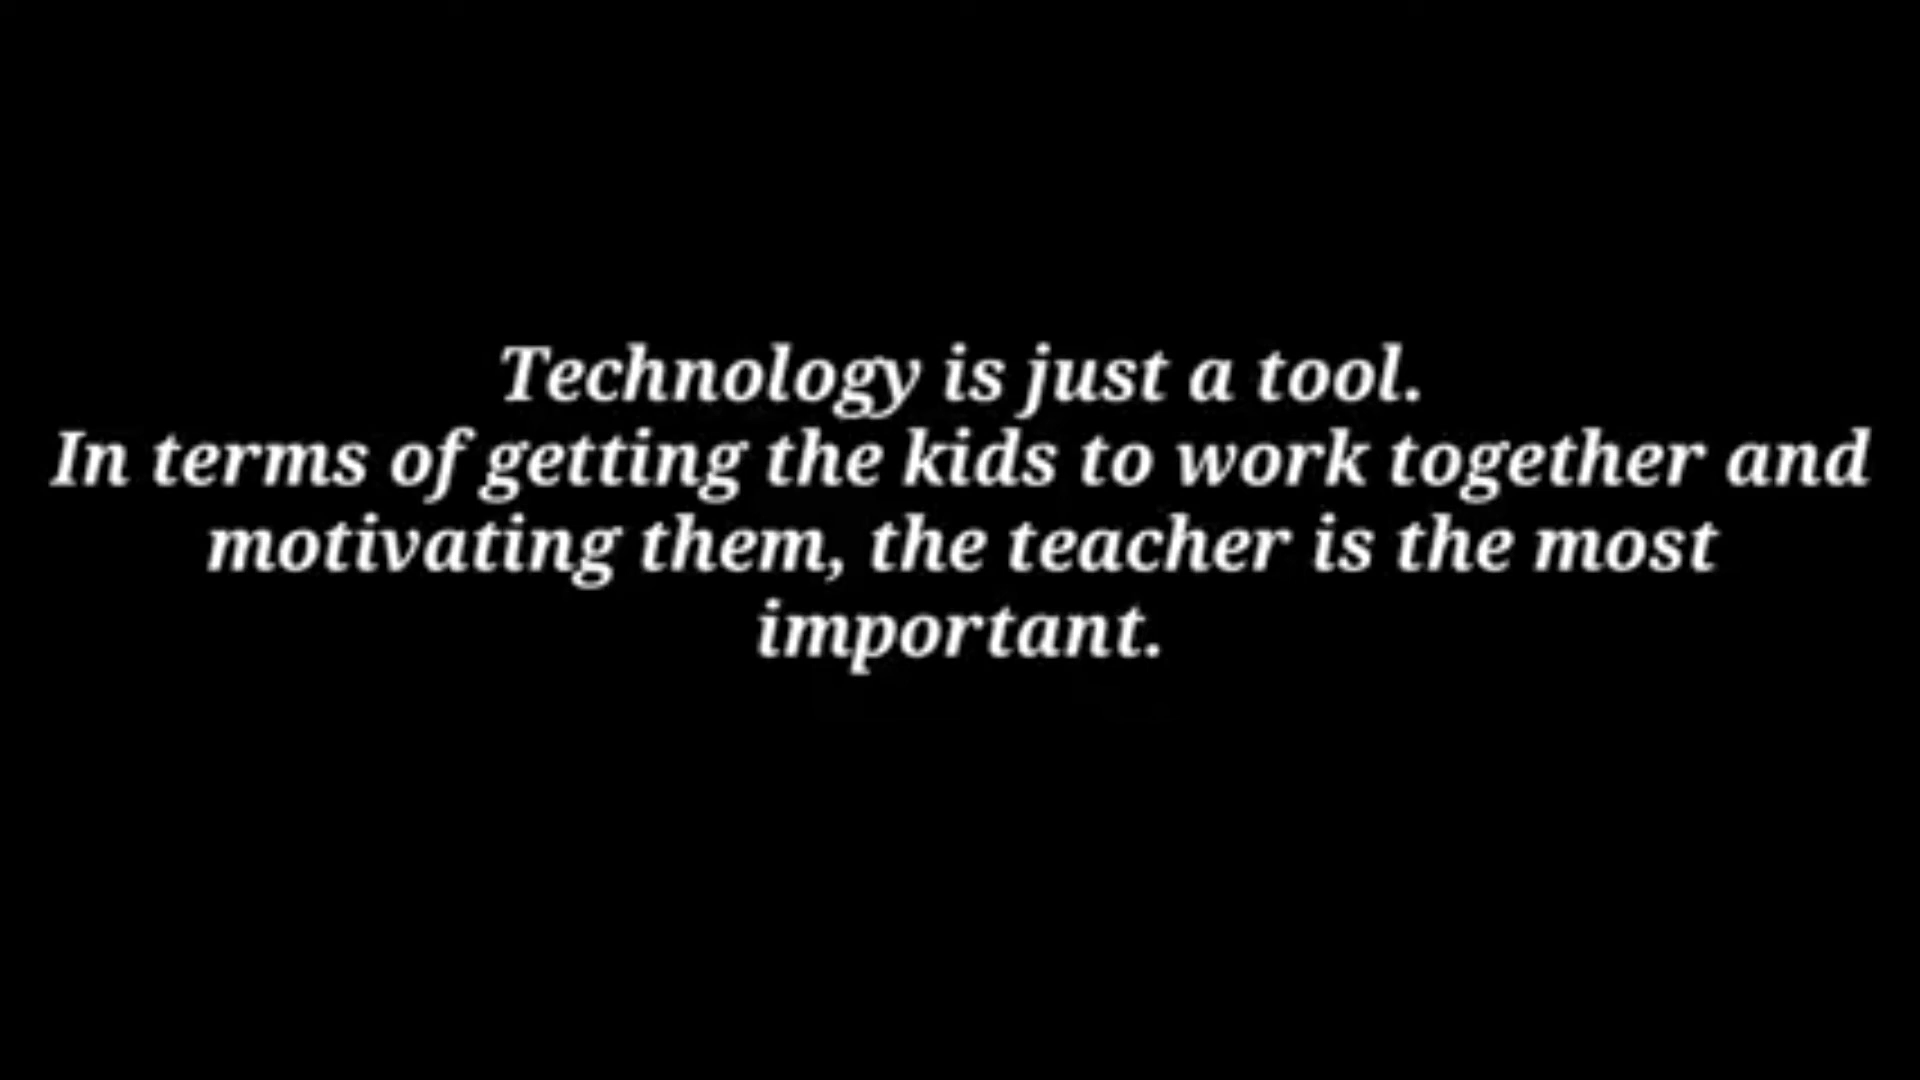 Technology is just a tool.
In terms of getting the kids to work together and
motivating them, the teacher is the most
important.